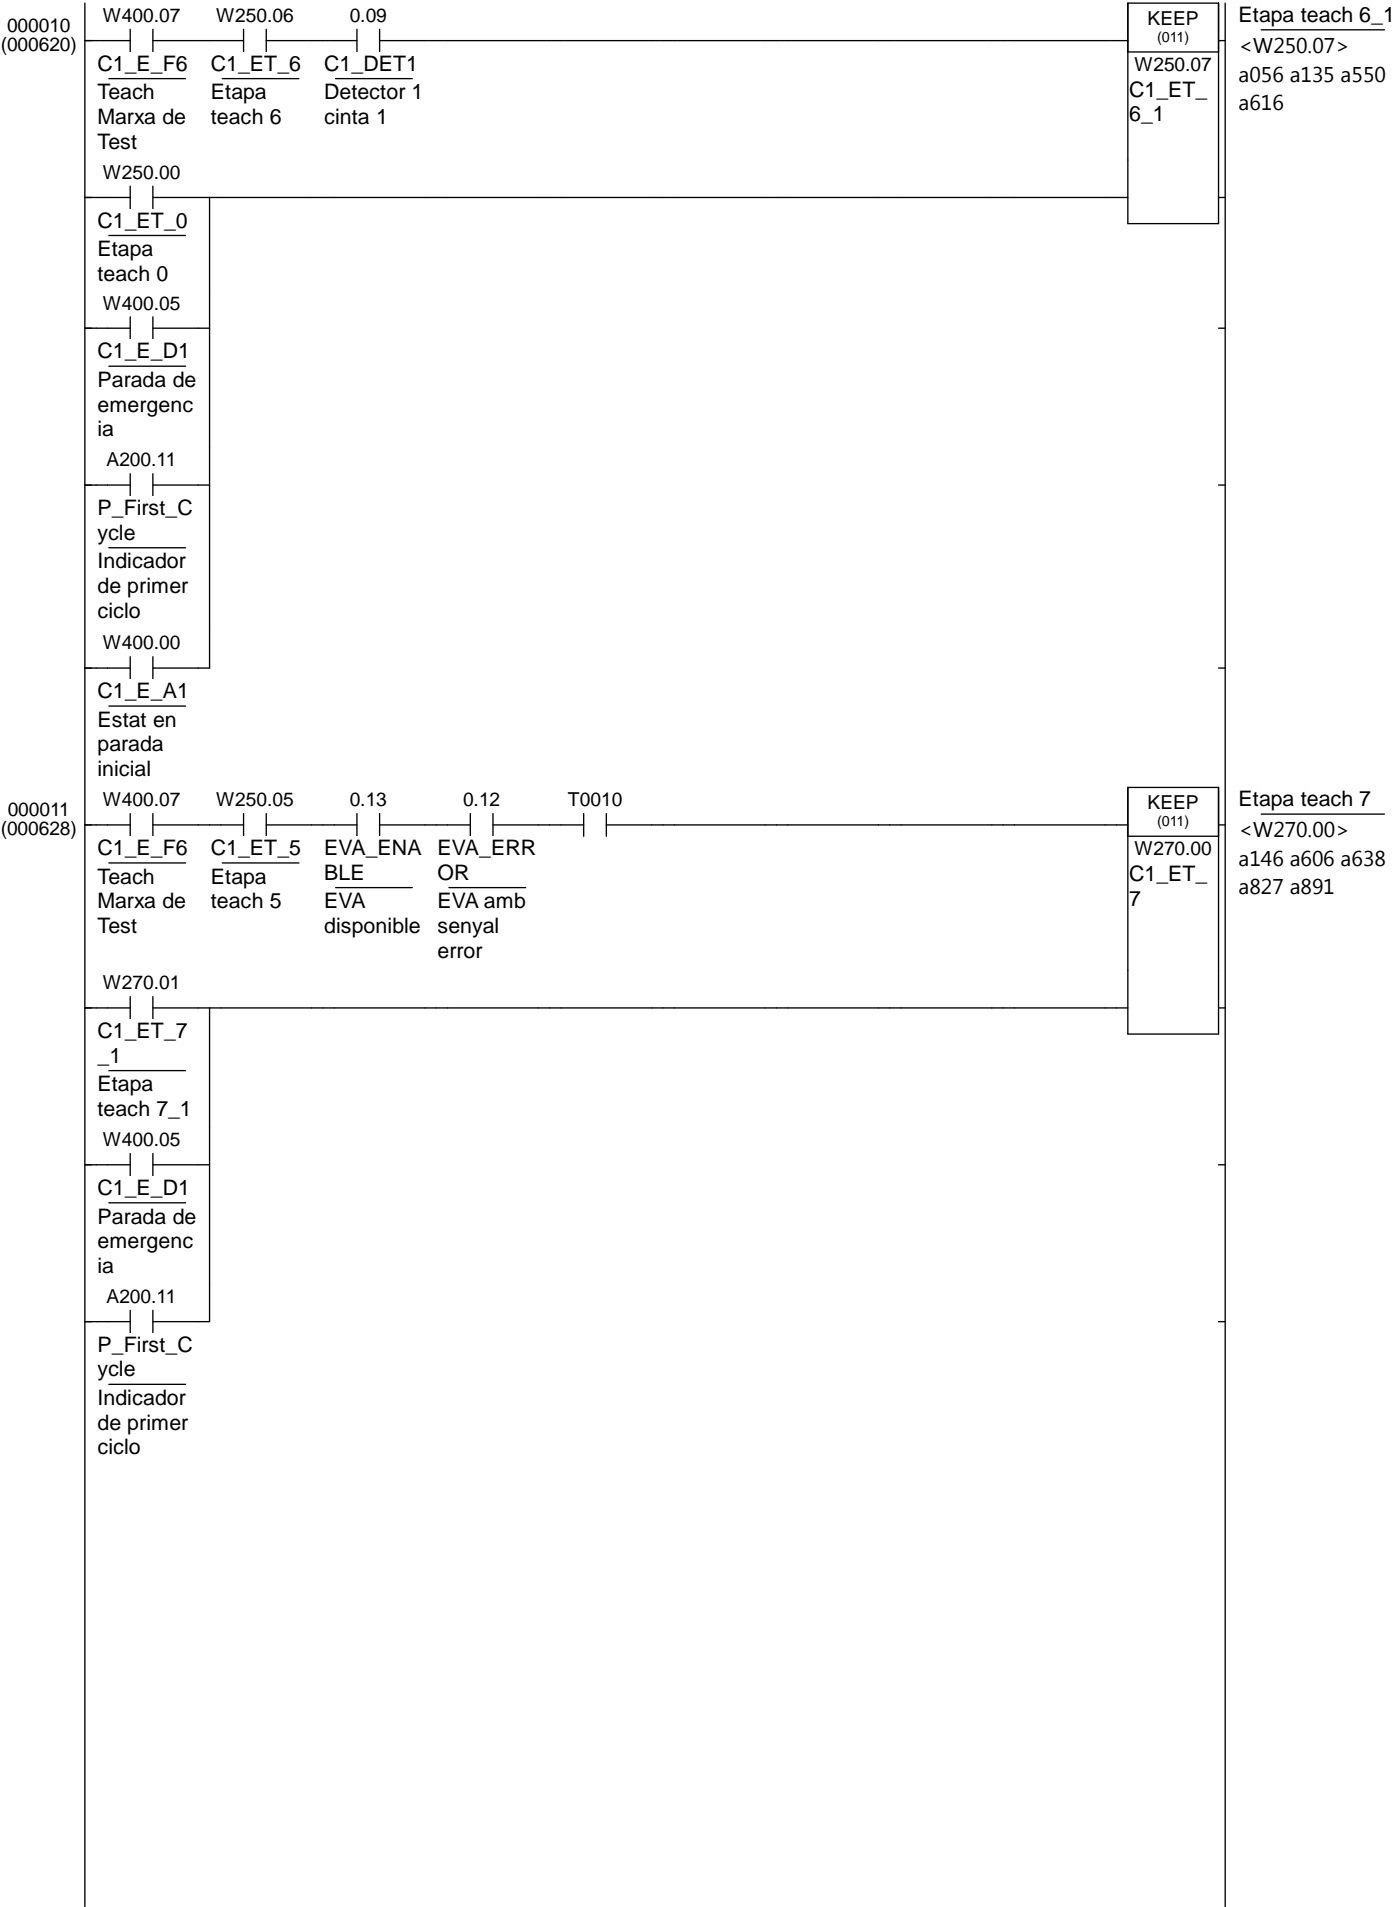 W400.07 W250.06 0.09 KEEP Etapa teach 6_1
000010 (011)
(000620) <W250.07>
C1_E_F6 C1_ET_6 C1_DET1 W250.07 a056 a135 a550
Teach Etapa Detector 1 C1_ET_ a616
Marxa de teach 6 cinta 1 6_1
Test
W250.00
C1_ET_0
Etapa
teach 0
W400.05
C1_E_D1
Parada de
emergenc
ia
A200.11
P_First_C
ycle
Indicador
de primer
ciclo
W400.00
C1_E_A1
Estat en
parada
inicial
W400.07 W250.05 0.13 0.12 T0010 KEEP Etapa teach 7
000011 (011)
(000628) <W270.00>
C1_E_F6 C1_ET_5 EVA_ENA EVA_ERR W270.00 a146 a606 a638
Teach Etapa BLE OR C1_ET_ a827 a891
Marxa de teach 5 EVA EVA amb 7
Test disponible senyal
error
W270.01
C1_ET_7
_1
Etapa
teach 7_1
W400.05
C1_E_D1
Parada de
emergenc
ia
A200.11
P_First_C
ycle
Indicador
de primer
ciclo